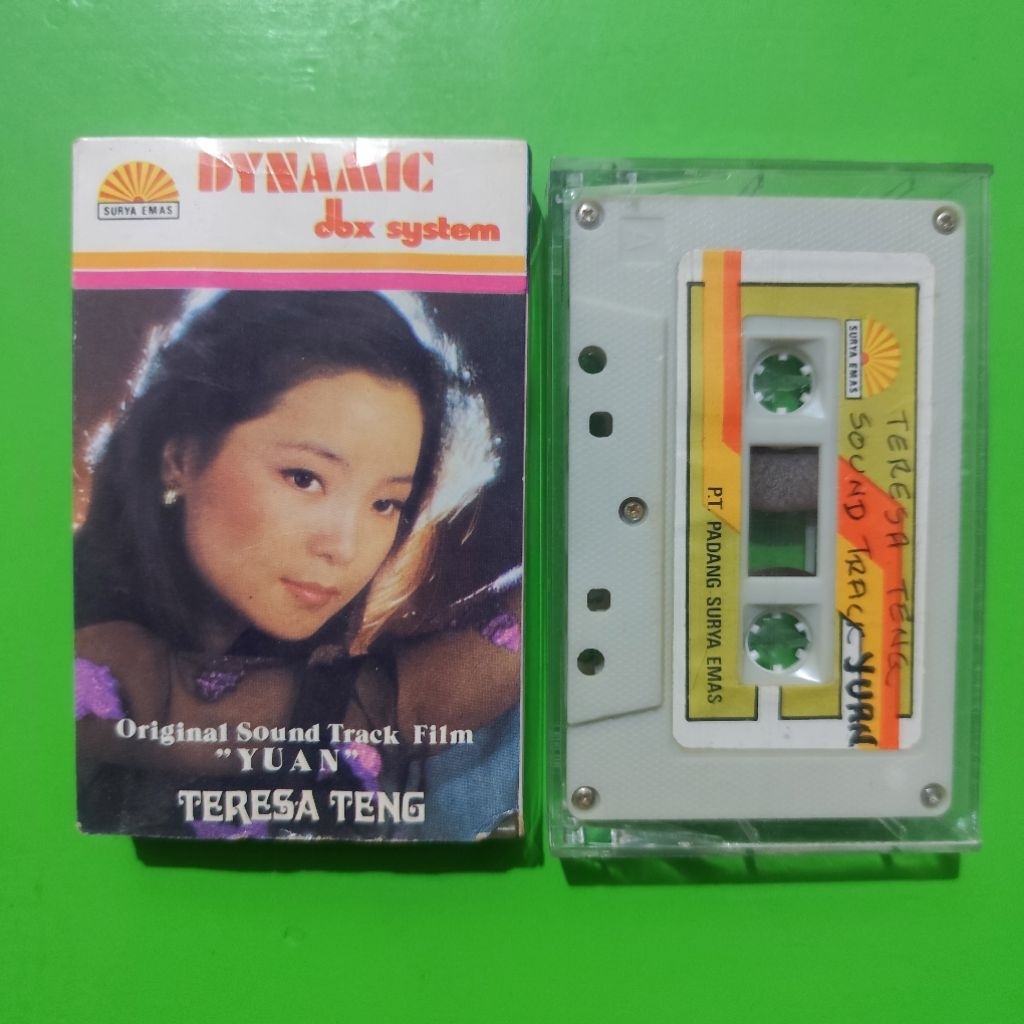 DYNAMIC
SURYA EMAS
dbx system
Original Sound Track Film
"YUAN"
TERESA TENG
SURYA EMAS
TERESA TENG
SOUND TRACK YUAN
P.T. PADANG SURYA EMAS